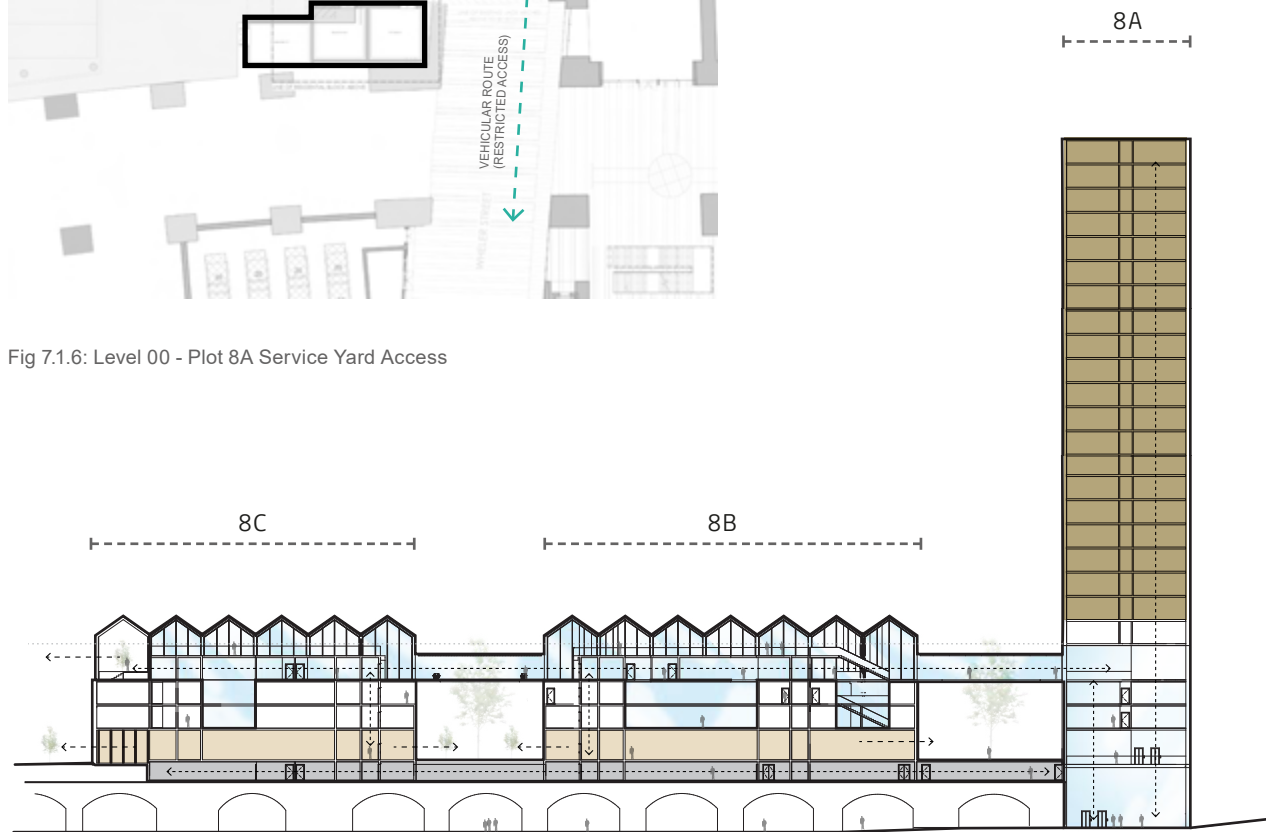 VEHICULAR ROUTE
(RESTRICTED ACCESS)
8A
Fig 7.1.6: Level 00 - Plot 8A Service Yard Access
8C
8B